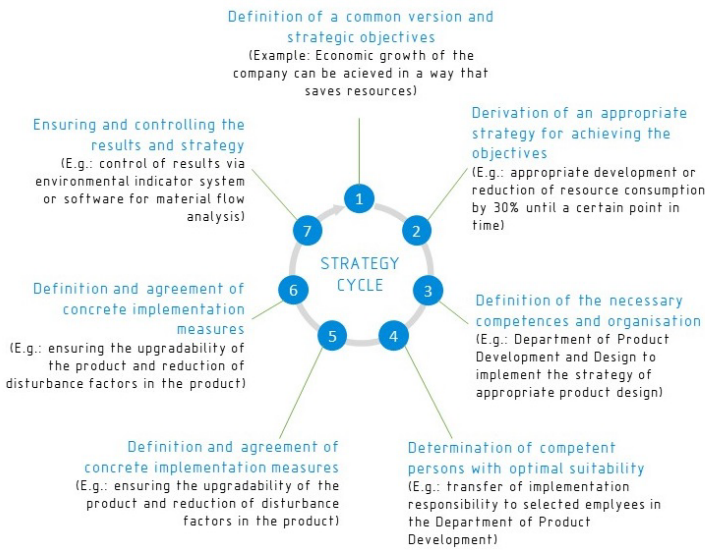 Definition of a common version and
strategic objectives
(Example: Economic growth of the
company can be acieved in a way that
saves resources)
Derivation of an appropriate
strategy for achieving the
objectives
(E.g.: appropriate development or
reduction of resource consumption
by 30% until a certain point in
time)
Definition of the necessary
competences and organisation
(E.g.: Department of Product
Development and Design to
implement the strategy of
appropriate product design)
Determination of competent
persons with optimal suitability
(E.g.: transfer of implementation
responsibility to selected emplyees in
the Department of Product
Development)
Definition and agreement of
concrete implementation measures
(E.g.: ensuring the upgradability of the
product and reduction of disturbance
factors in the product)
Definition and agreement of
concrete implementation
measures
(E.g.: ensuring the upgradability of
the product and reduction of
disturbance factors in the product)
Ensuring and controlling the
results and strategy
(E.g.: control of results via
environmental indicator system
or software for material flow
analysis)
1
2
3
4
5
6
7
STRATEGY
CYCLE